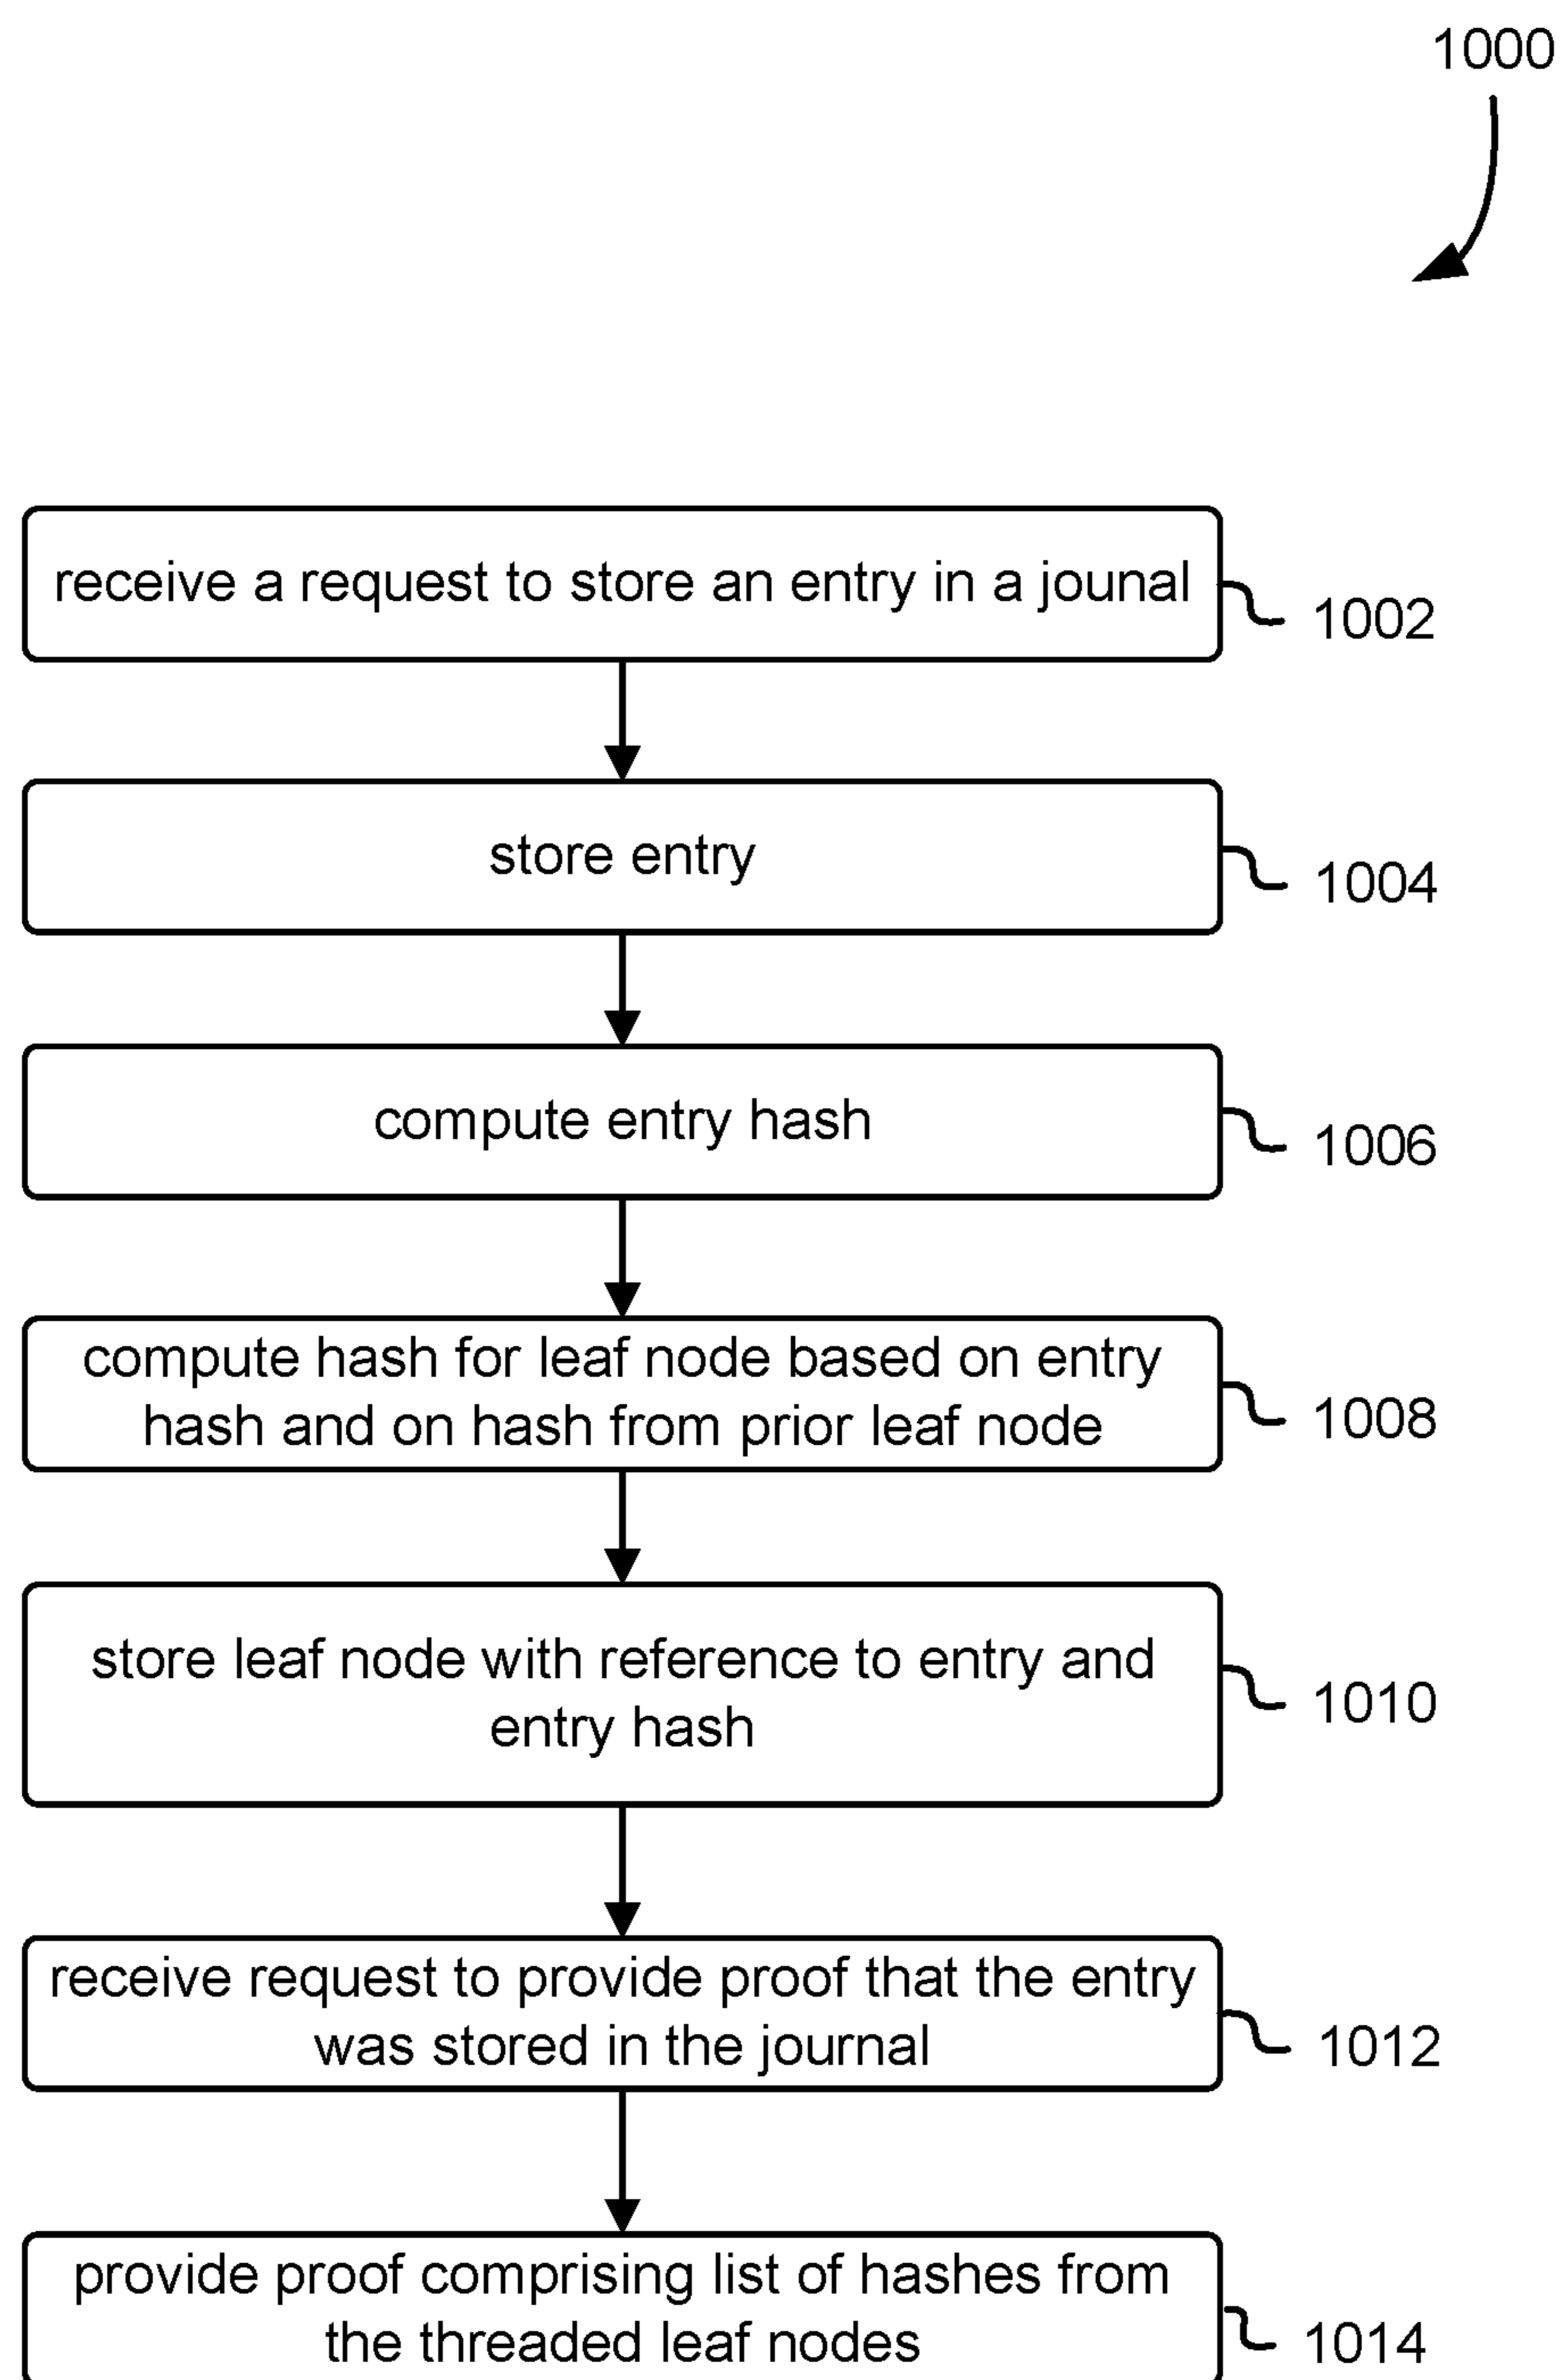 1000
receive a request to store an entry in a jounal
1002
store entry
1004
compute entry hash
1006
compute hash for leaf node based on entry
hash and on hash from prior leaf node
1008
store leaf node with reference to entry and
entry hash
1010
receive request to provide proof that the entry
was stored in the journal
1012
provide proof comprising list of hashes from
the threaded leaf nodes
1014